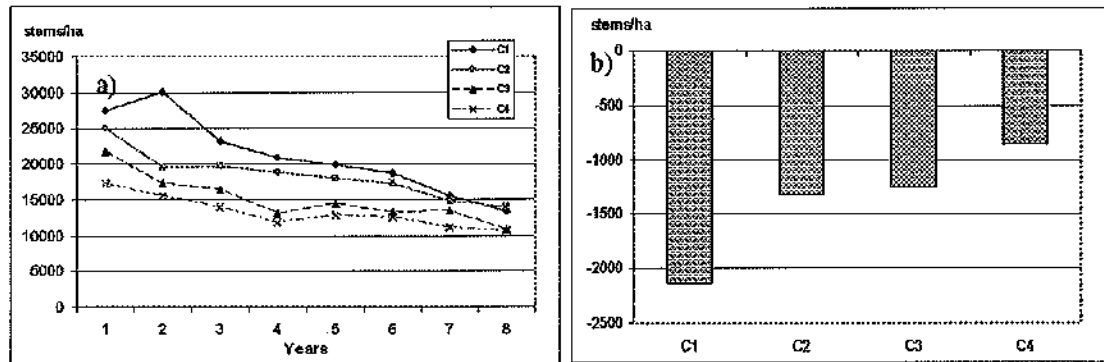 stems/ha
35000
30000
25000
20000
15000
10000
5000
0
a)
C1
C2
C3
C4
1 2 3 4 5 6 7 8
Years
stems/ha
0
-500
-1000
-1500
-2000
-2500
b)
C1 C2 C3 C4